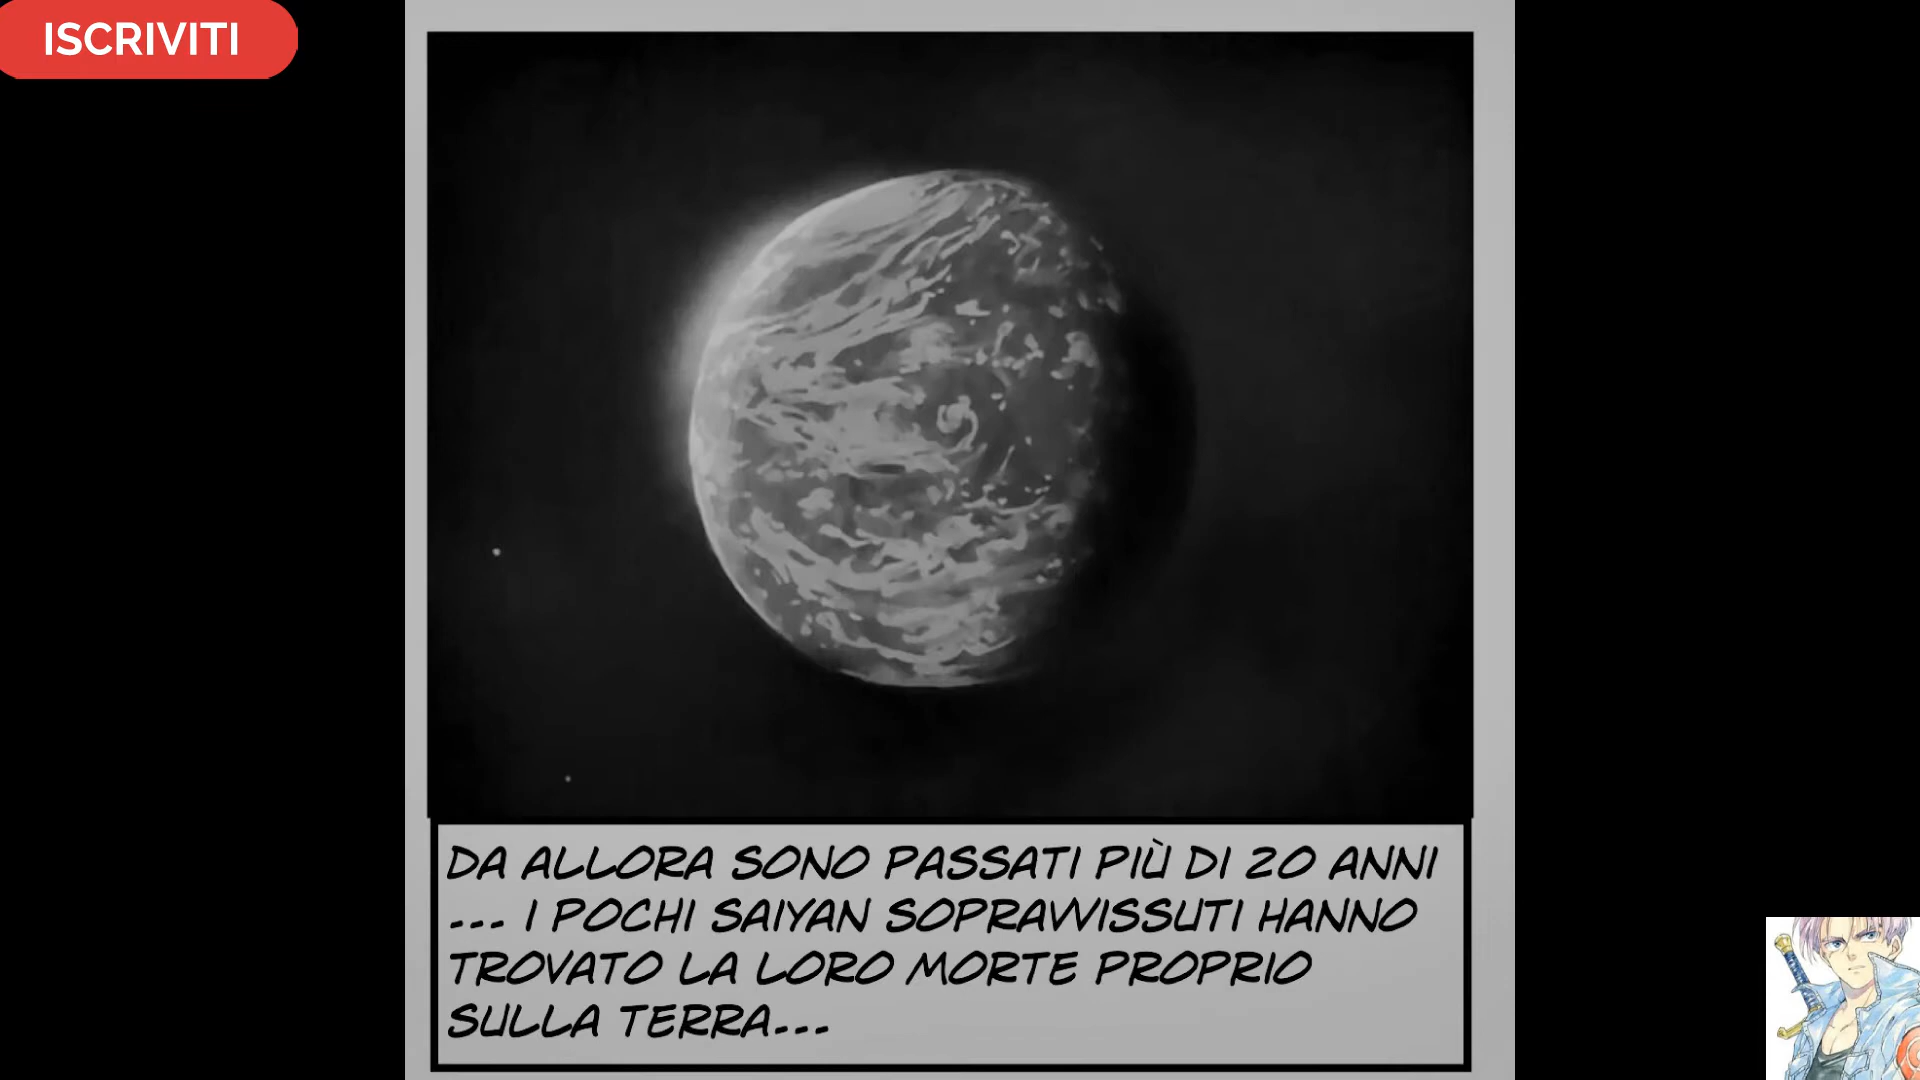 ISCRIVITI
DA ALLORA SONO PASSATI PIÙ DI 20 ANNI
... I POCHI SAIYAN SOPRAVVISSUTI HANNO
TROVATO LA LORO MORTE PROPRIO
SULLA TERRA...